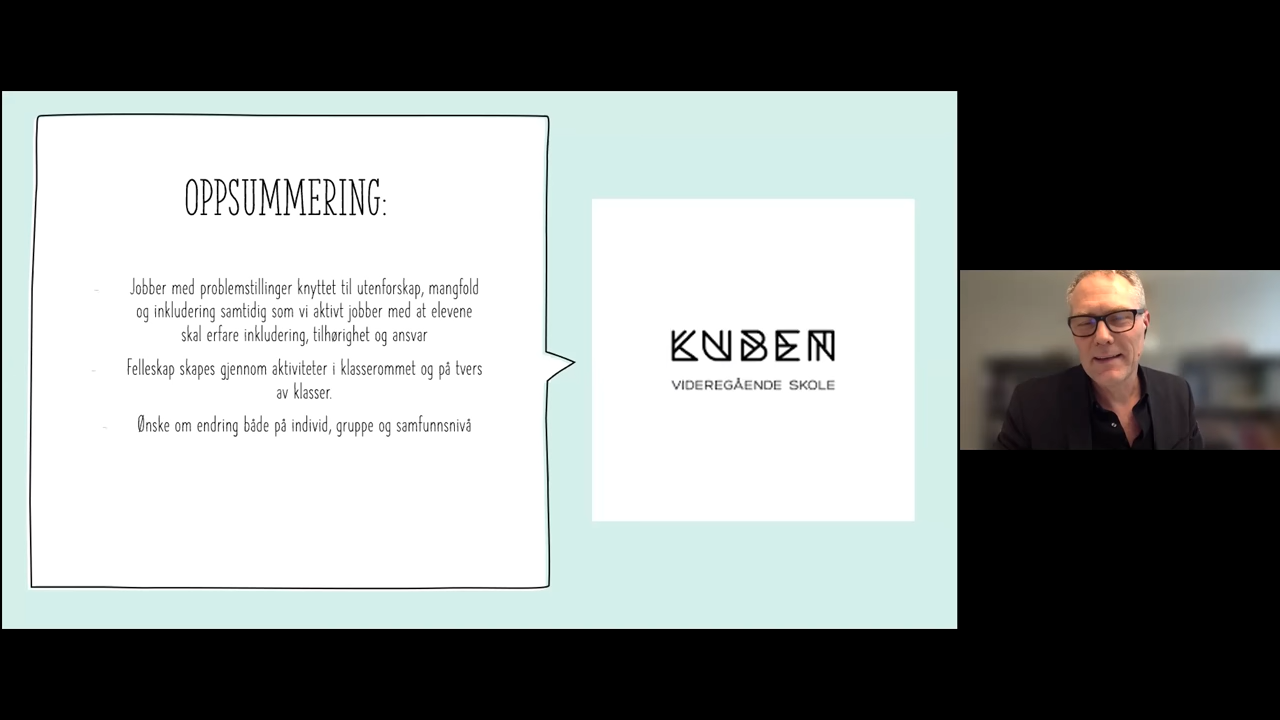 OPPSUMMERING:
- Jobber med problemstillinger knyttet til utenforskap, mangfold
og inkludering samtidig som vi aktivt jobber med at elevene
skal erfare inkludering, tilhørighet og ansvar
- Felleskap skapes gjennom aktiviteter i klasserommet og på tvers
av klasser.
- Ønske om endring både på individ, gruppe og samfunnsnivå
KUBEN
VIDEREGÅENDE SKOLE